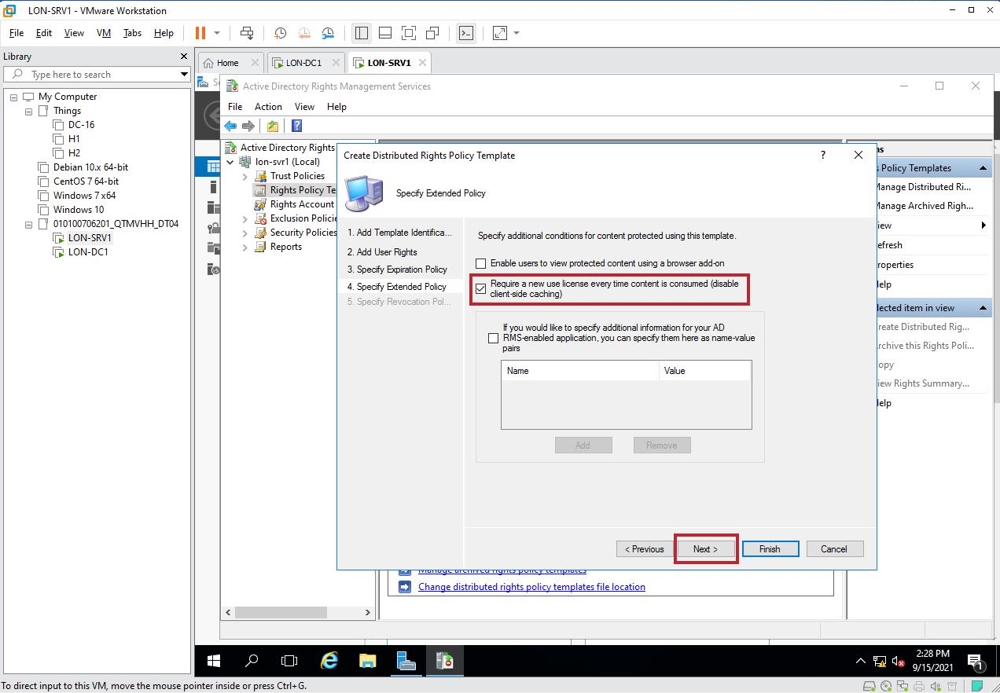 LON-SRV1 - VMware Workstation
File Edit View VM Tabs Help
Library
Type here to search
My Computer
Things
DC-16
H1
H2
Debian 10.x 64-bit
CentOS 7 64-bit
Windows 7 x64
Windows 10
010100706201_QTMVHH_DT04
LON-SRV1
LON-DC1
Home LON-DC1 LON-SRV1
Active Directory Rights Management Services
File Action View Help
Active Directory Rights
lon-svr1 (Local)
Trust Policies
Rights Policy Te
Rights Account
Exclusion Policie
Security Policies
Reports
Create Distributed Rights Policy Template
?
Specify Extended Policy
1. Add Template Identifica...
2. Add User Rights
3. Specify Expiration Policy
4. Specify Extended Policy
5. Specify Revocation Pol...
Specify additional conditions for content protected using this template.
Enable users to view protected content using a browser add-on
Require a new use license every time content is consumed (disable
client-side caching)
If you would like to specify additional information for your AD
RMS-enabled application, you can specify them here as name-value
pairs
Name Value
Add Remove
< Previous Next > Finish Cancel
Manage archived rights policy templates
Change distributed rights policy templates file location
ns
s Policy Templates
Manage Distributed Ri...
Manage Archived Righ...
iew
efresh
roperties
elp
lected item in view
reate Distributed Rig...
rchive this Rights Poli...
opy
iew Rights Summary...
elp
2:28 PM
9/15/2021
1
To direct input to this VM, move the mouse pointer inside or press Ctrl+G.